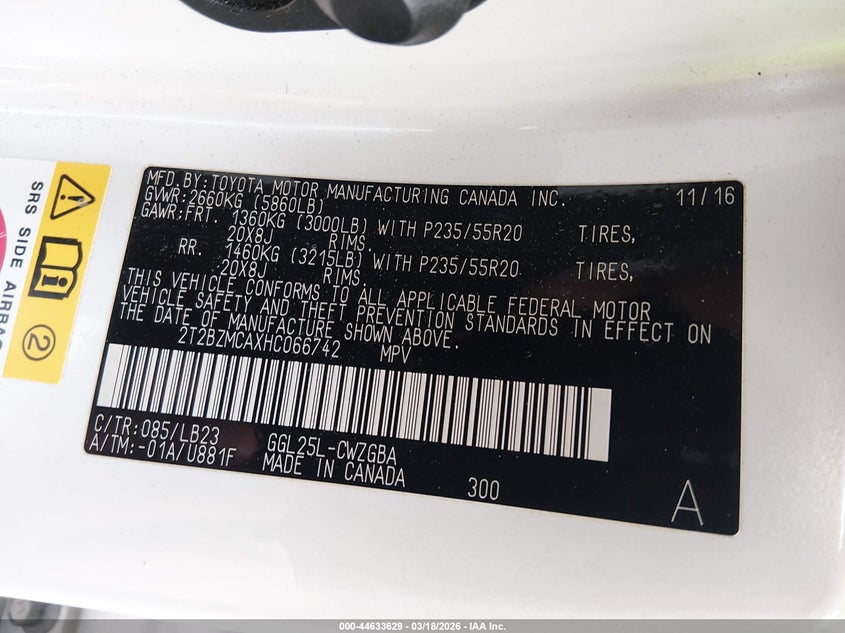 MFD.BY:TOYOTA MOTOR MANUFACTURING CANADA INC. 11/16
GVWR:2660KG (5860LB)
GAWR:FRT. 1360KG (3000LB) WITH P235/55R20 TIRES,
20X8J RIMS.
RR. 1460KG (3215LB) WITH P235/55R20 TIRES,
20X8J RIMS.
THIS VEHICLE CONFORMS TO ALL APPLICABLE FEDERAL MOTOR
VEHICLE SAFETY AND THEFT PREVENTION STANDARDS IN EFFECT ON
THE DATE OF MANUFACTURE SHOWN ABOVE.
2T2BZMCAXHC066742 MPV
C/TR:085/LB23 GGL25L-CWZGBA
A/TM:-01A/U881F MADE IN CANADA 300
A
SRS SIDE AIRBAG
2
000-44633629 | 03/18/2026 | IAA Inc.